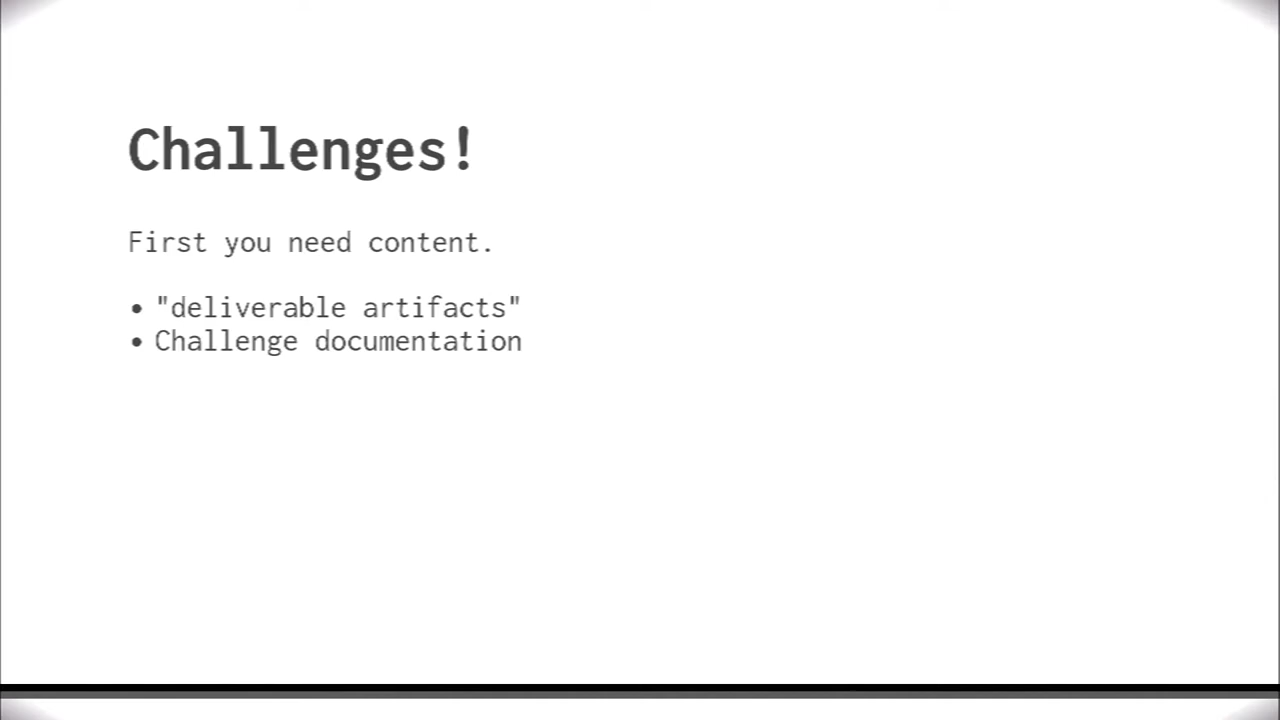 Challenges!
First you need content.
• "deliverable artifacts"
• Challenge documentation